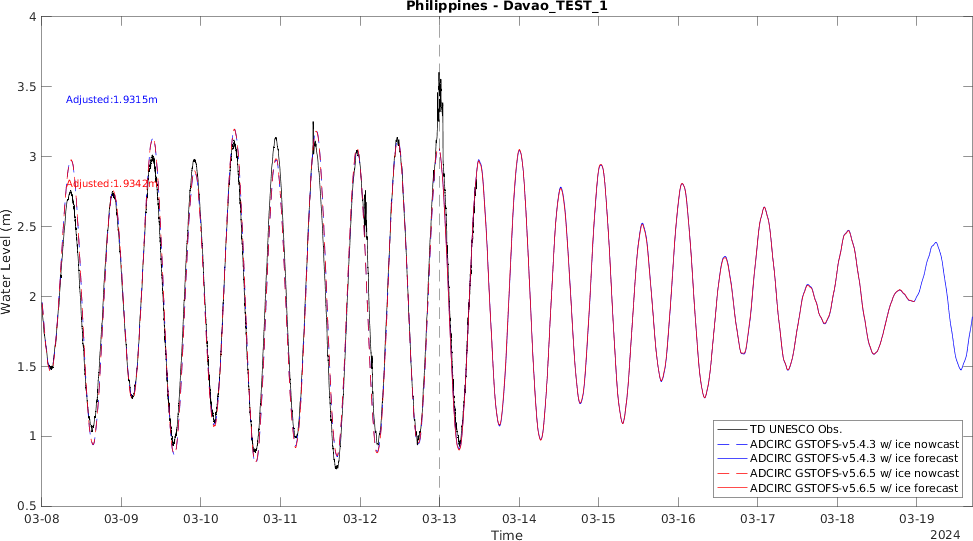 Philippines - Davao_TEST_1
4
3.5
3
2.5
2
1.5
1
0.5
Water Level (m)
Adjusted:1.9315m
Adjusted:1.9342m
TD UNESCO Obs.
ADCIRC GSTOFS-v5.4.3 w/ ice nowcast
ADCIRC GSTOFS-v5.4.3 w/ ice forecast
ADCIRC GSTOFS-v5.6.5 w/ ice nowcast
ADCIRC GSTOFS-v5.6.5 w/ ice forecast
03-08 03-09 03-10 03-11 03-12 03-13 03-14 03-15 03-16 03-17 03-18 03-19
Time
2024